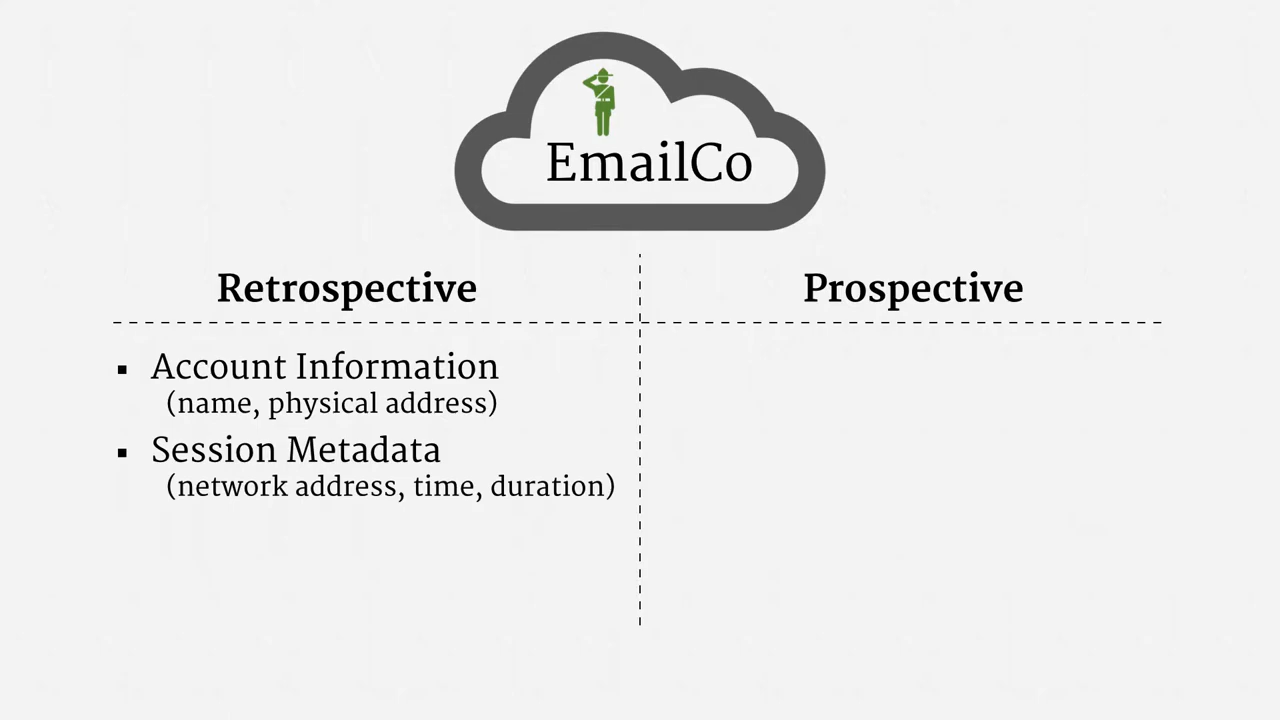 EmailCo
Retrospective
Prospective
▪ Account Information
(name, physical address)
▪ Session Metadata
(network address, time, duration)